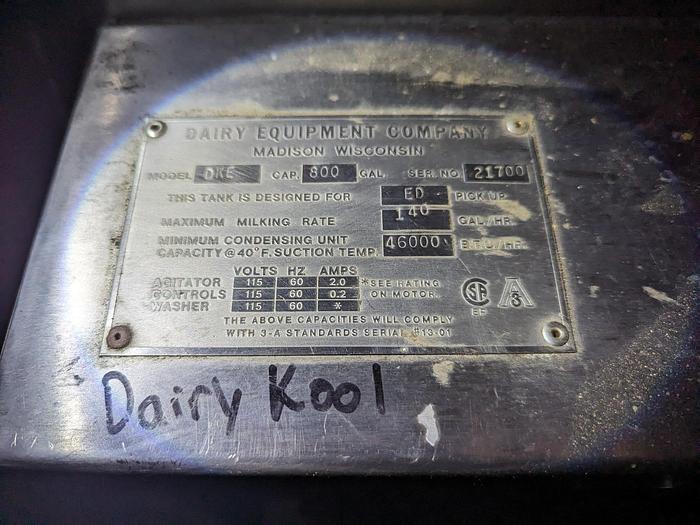 DAIRY EQUIPMENT COMPANY
MADISON WISCONSIN
MODEL DKE CAP. 800 GAL. SER. NO. 21700
THIS TANK IS DESIGNED FOR ED PICK UP
MAXIMUM MILKING RATE 140 GAL./HR.
MINIMUM CONDENSING UNIT
CAPACITY @ 40°F. SUCTION TEMP. 46000 B.T.U./HR.
VOLTS HZ AMPS
AGITATOR 115 60 2.0 *SEE RATING
CONTROLS 115 60 0.2 ON MOTOR.
WASHER 115 60 *
THE ABOVE CAPACITIES WILL COMPLY
WITH 3-A STANDARDS SERIAL #13-01
Dairy Kool